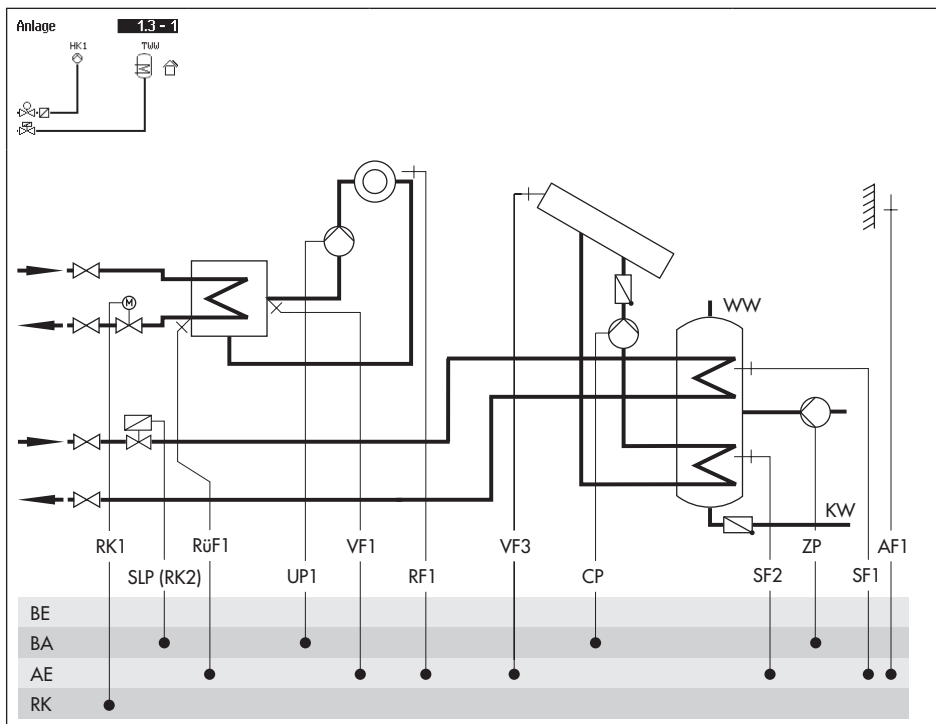 Anlage 1.3 - 1
HK1 TWW
M
WW
KW
RK1 RüF1 VF1 VF3 ZP AF1
SLP (RK2) UP1 RF1 CP SF2 SF1
BE
BA
AE
RK